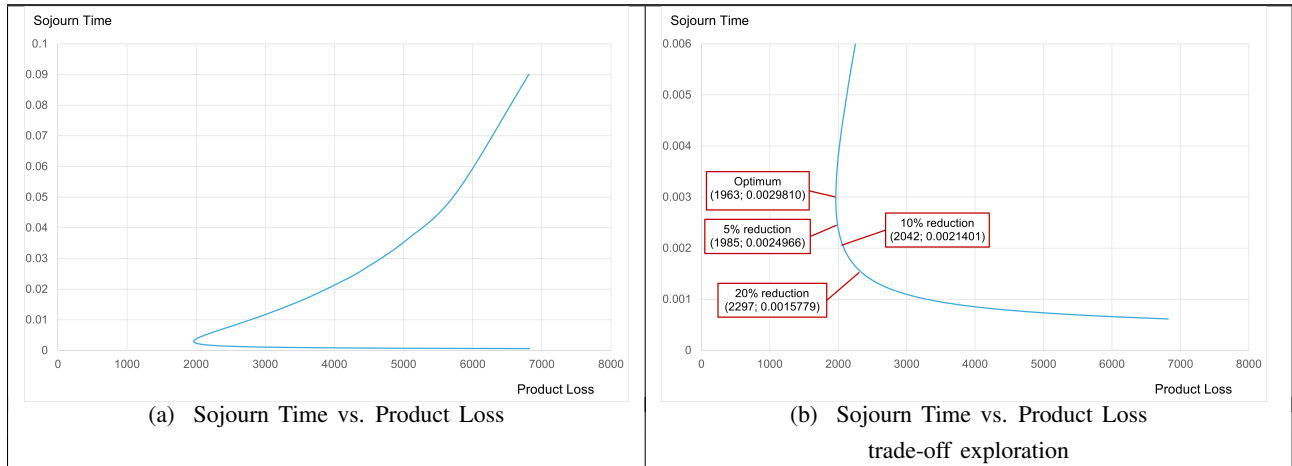 Sojourn Time
0.1
0.09
0.08
0.07
0.06
0.05
0.04
0.03
0.02
0.01
0
0 1000 2000 3000 4000 5000 6000 7000 8000
Product Loss
(a) Sojourn Time vs. Product Loss
Sojourn Time
0.006
0.005
0.004
0.003
0.002
0.001
0
Optimum
(1963; 0.0029810)
5% reduction
(1985; 0.0024966)
10% reduction
(2042; 0.0021401)
20% reduction
(2297; 0.0015779)
0 1000 2000 3000 4000 5000 6000 7000 8000
Product Loss
(b) Sojourn Time vs. Product Loss
trade-off exploration